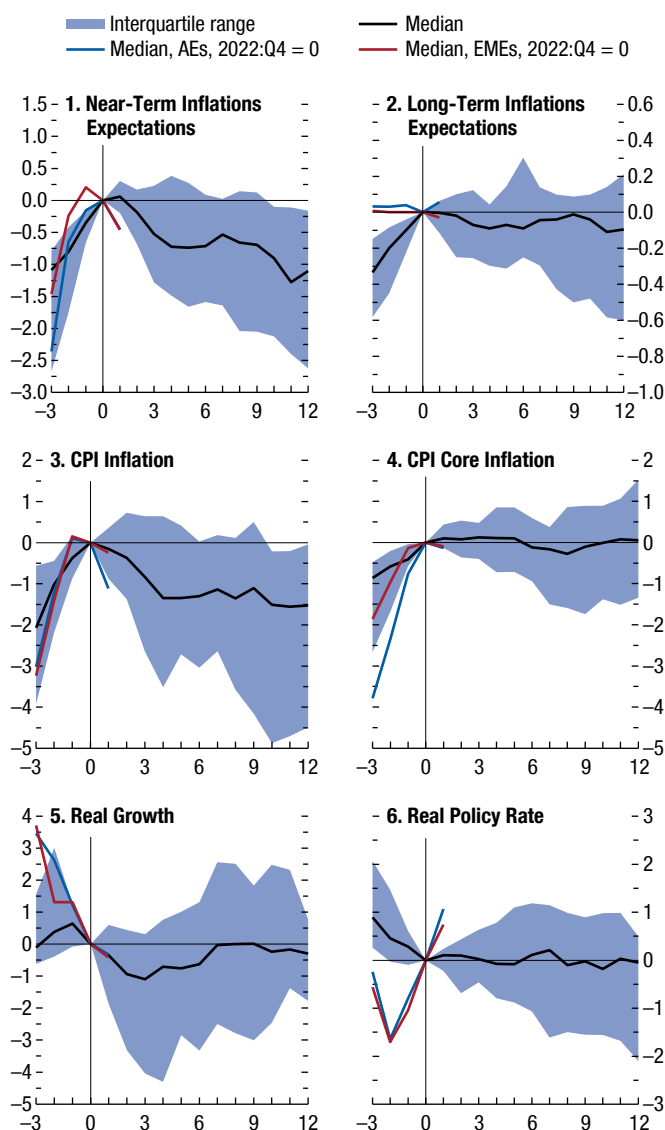 Interquartile range
Median
Median, AEs, 2022:Q4 = 0
Median, EMEs, 2022:Q4 = 0
1. Near-Term Inflations
Expectations
1.5
1.0
0.5
0.0
–0.5
–1.0
–1.5
–2.0
–2.5
–3.0
–3 0 3 6 9 12
2. Long-Term Inflations
Expectations
0.6
0.4
0.2
0.0
–0.2
–0.4
–0.6
–0.8
–1.0
–3 0 3 6 9 12
3. CPI Inflation
2
1
0
–1
–2
–3
–4
–5
–3 0 3 6 9 12
4. CPI Core Inflation
2
1
0
–1
–2
–3
–4
–5
–3 0 3 6 9 12
5. Real Growth
4
3
2
1
0
–1
–2
–3
–4
–5
–3 0 3 6 9 12
6. Real Policy Rate
3
2
1
0
–1
–2
–3
–3 0 3 6 9 12